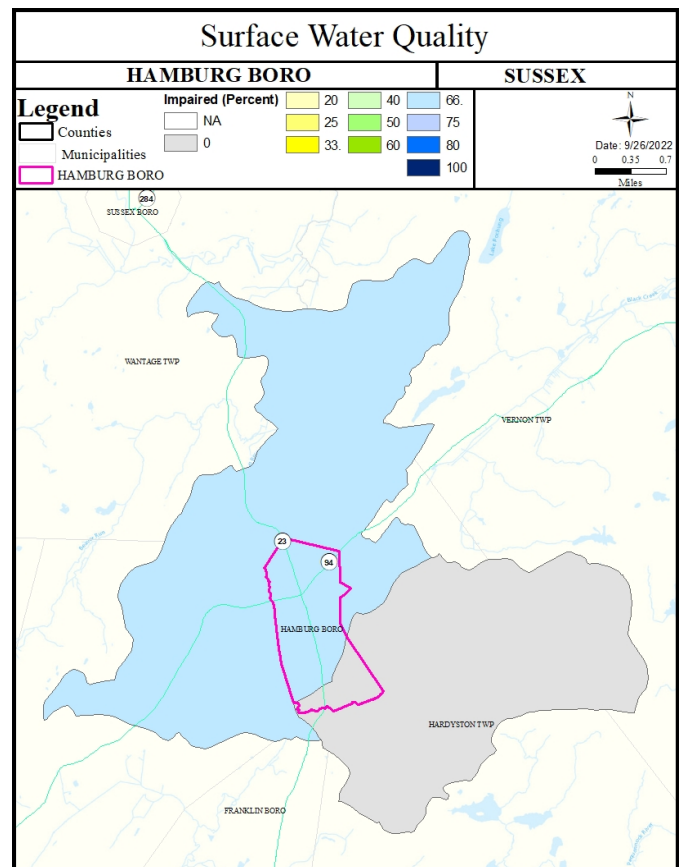 Surface Water Quality
HAMBURG BORO
SUSSEX
Legend
Counties
Municipalities
HAMBURG BORO
Impaired (Percent)
NA
0
20
25
33.
40
50
60
66.
75
80
100
N
Date: 9/26/2022
0 0.35 0.7
Miles
284
SUSSEX BORO
WANTAGE TWP
VERNON TWP
23
94
HAMBURG BORO
HARDYSTON TWP
FRANKLIN BORO